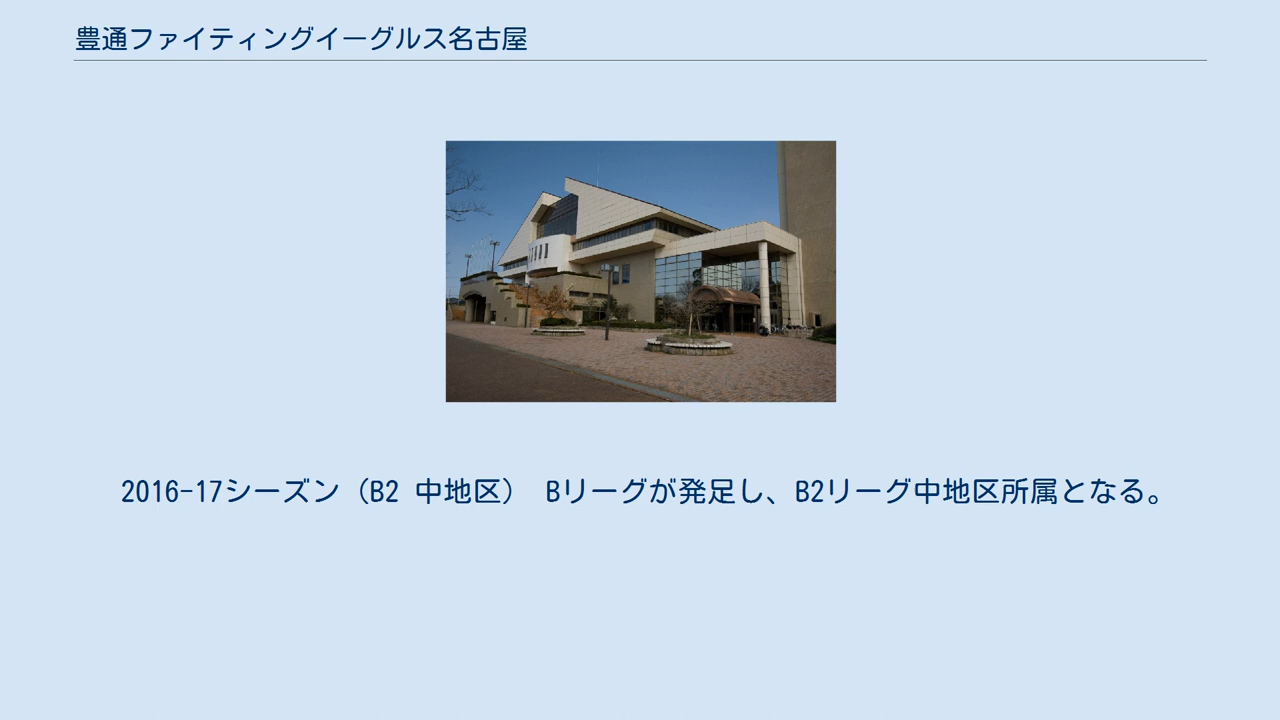 豊通ファイティングイーグルス名古屋
2016-17シーズン（B2 中地区） Bリーグが発足し、B2リーグ中地区所属となる。